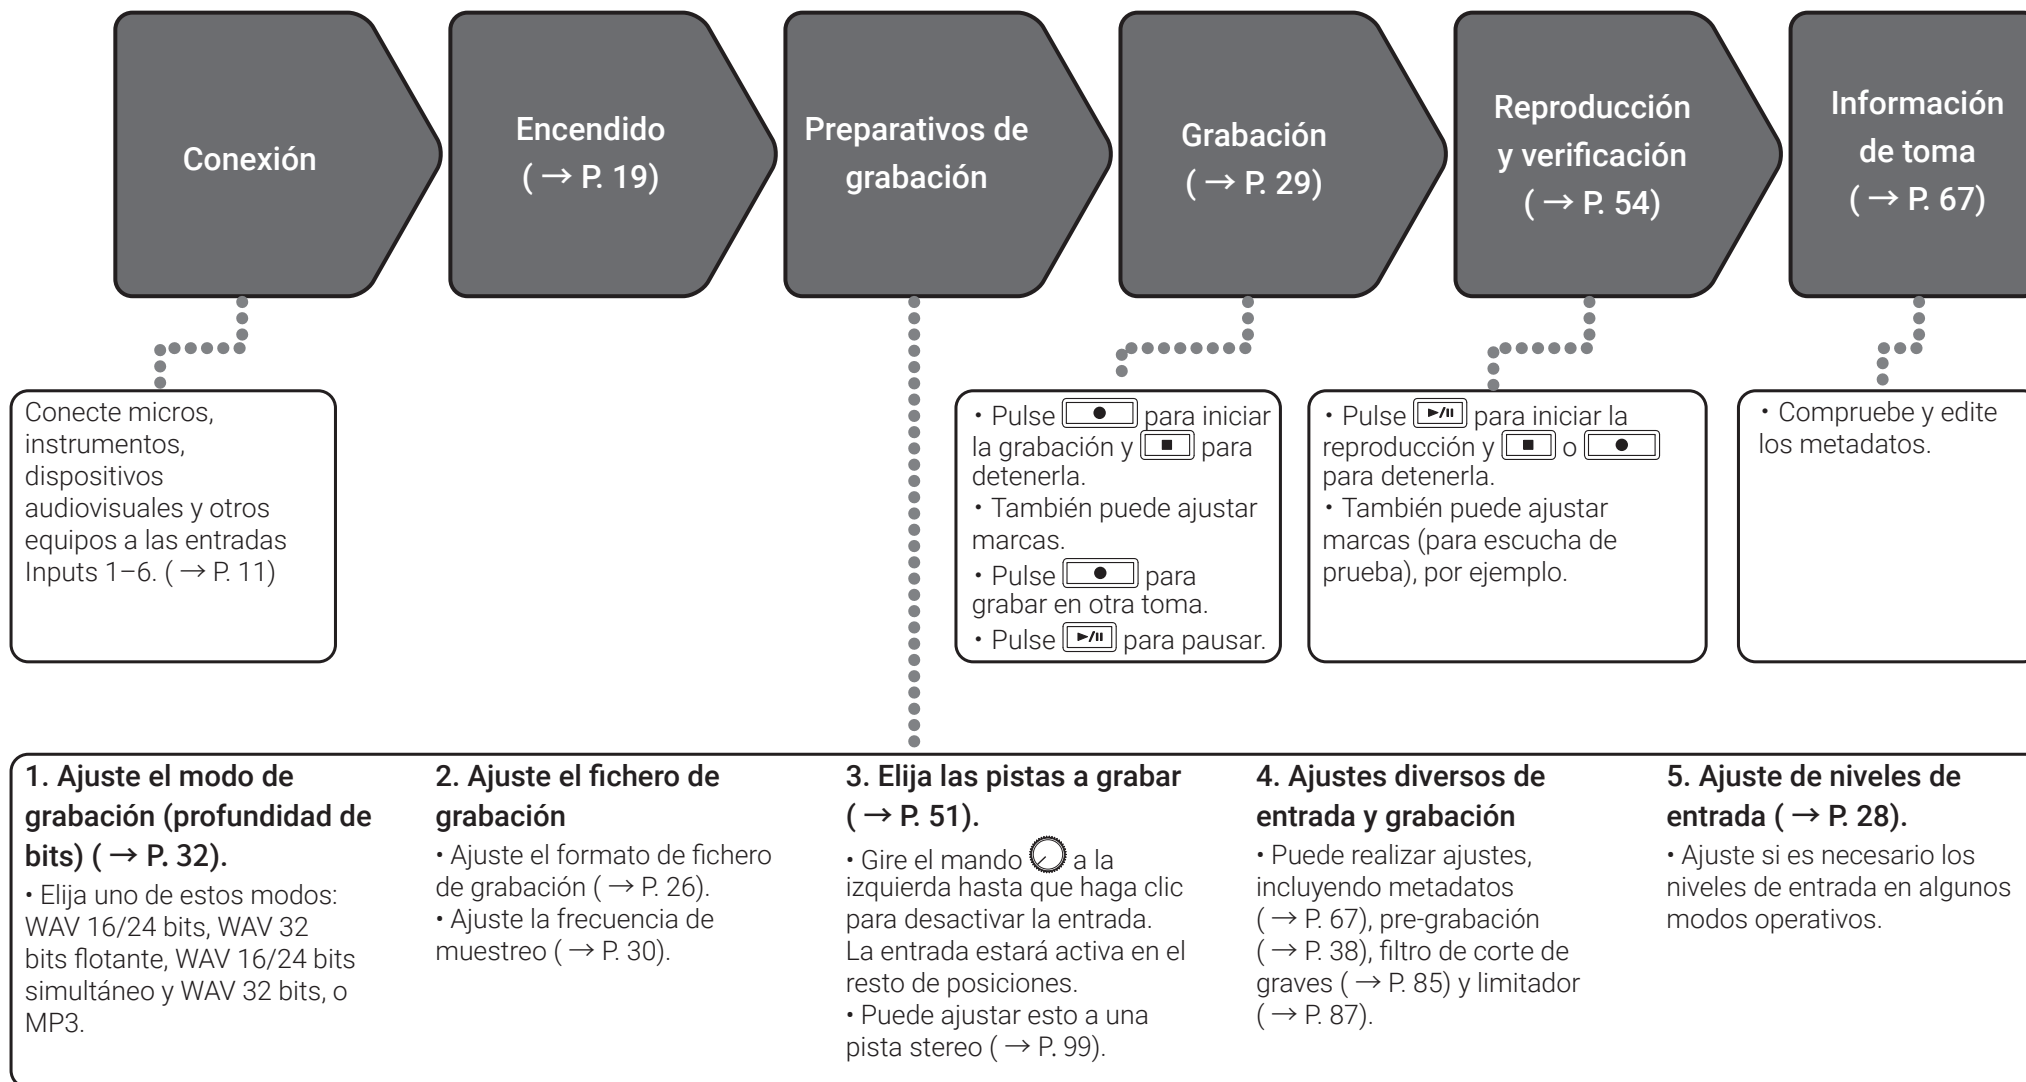 Conexión
Encendido
( → P. 19)
Preparativos de
grabación
Grabación
( → P. 29)
Reproducción
y verificación
( → P. 54)
Información
de toma
( → P. 67)
Conecte micros,
instrumentos,
dispositivos
audiovisuales y otros
equipos a las entradas
Inputs 1–6. ( → P. 11)
• Pulse para iniciar
la grabación y para
detenerla.
• También puede ajustar
marcas.
• Pulse para
grabar en otra toma.
• Pulse para pausar.
• Pulse para iniciar la
reproducción y o
para detenerla.
• También puede ajustar
marcas (para escucha de
prueba), por ejemplo.
• Compruebe y edite
los metadatos.
1. Ajuste el modo de
grabación (profundidad de
bits) ( → P. 32).
• Elija uno de estos modos:
WAV 16/24 bits, WAV 32
bits flotante, WAV 16/24 bits
simultáneo y WAV 32 bits, o
MP3.
2. Ajuste el fichero de
grabación
• Ajuste el formato de fichero
de grabación ( → P. 26).
• Ajuste la frecuencia de
muestreo ( → P. 30).
3. Elija las pistas a grabar
( → P. 51).
• Gire el mando a la
izquierda hasta que haga clic
para desactivar la entrada.
La entrada estará activa en el
resto de posiciones.
• Puede ajustar esto a una
pista stereo ( → P. 99).
4. Ajustes diversos de
entrada y grabación
• Puede realizar ajustes,
incluyendo metadatos
( → P. 67), pre-grabación
( → P. 38), filtro de corte de
graves ( → P. 85) y limitador
( → P. 87).
5. Ajuste de niveles de
entrada ( → P. 28).
• Ajuste si es necesario los
niveles de entrada en algunos
modos operativos.